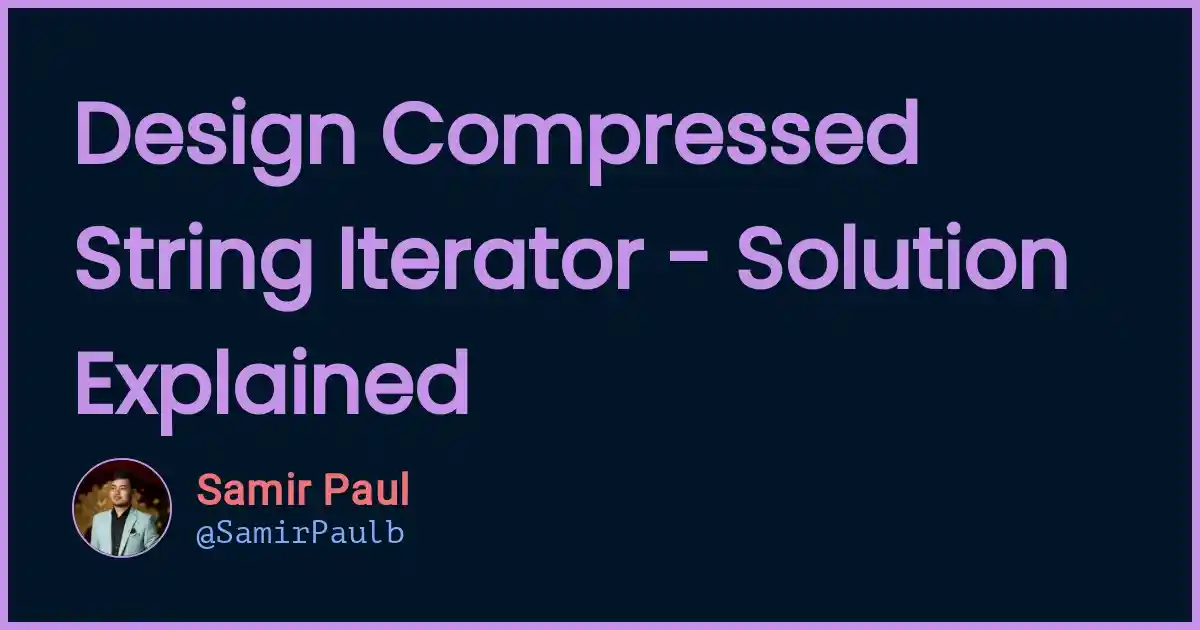 Design Compressed
String Iterator - Solution
Explained
Samir Paul
@SamirPaulb